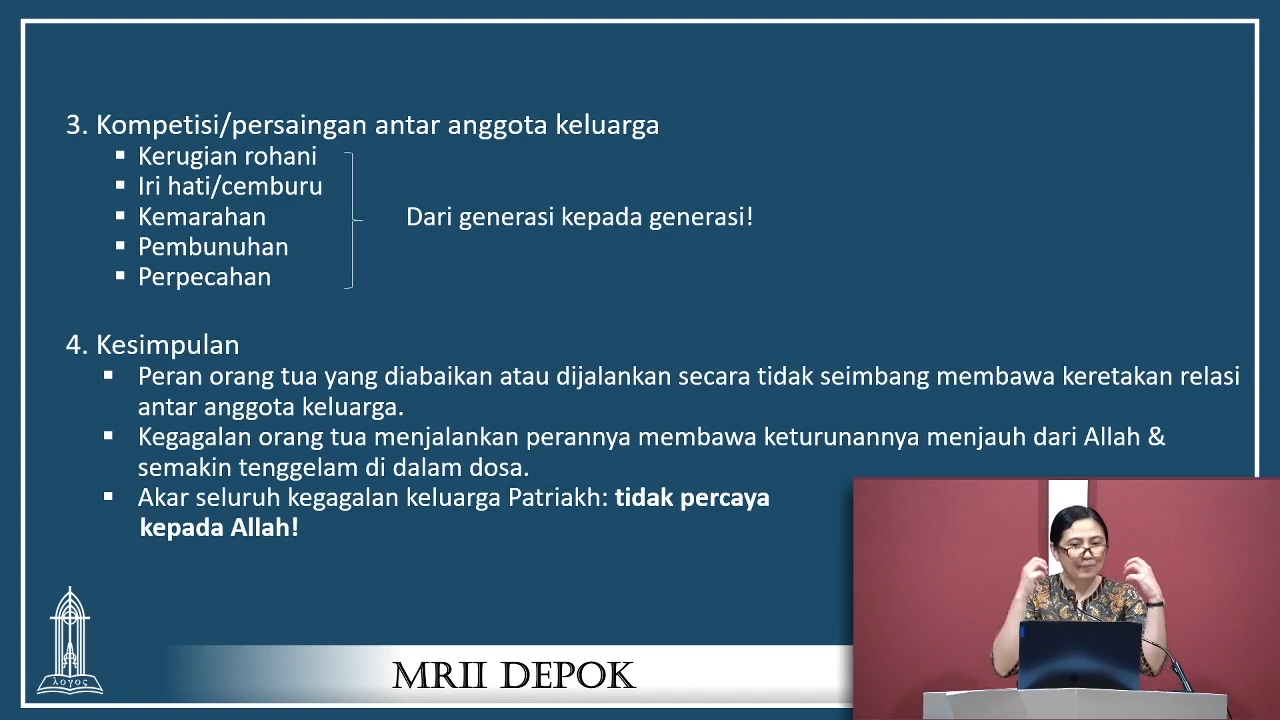 3. Kompetisi/persaingan antar anggota keluarga
▪ Kerugian rohani
▪ Iri hati/cemburu
▪ Kemarahan
Dari generasi kepada generasi!
▪ Pembunuhan
▪ Perpecahan
4. Kesimpulan
▪ Peran orang tua yang diabaikan atau dijalankan secara tidak seimbang membawa keretakan relasi
antar anggota keluarga.
▪ Kegagalan orang tua menjalankan perannya membawa keturunannya menjauh dari Allah &
semakin tenggelam di dalam dosa.
▪ Akar seluruh kegagalan keluarga Patriakh: tidak percaya
kepada Allah!
λογος
MRII DEPOK